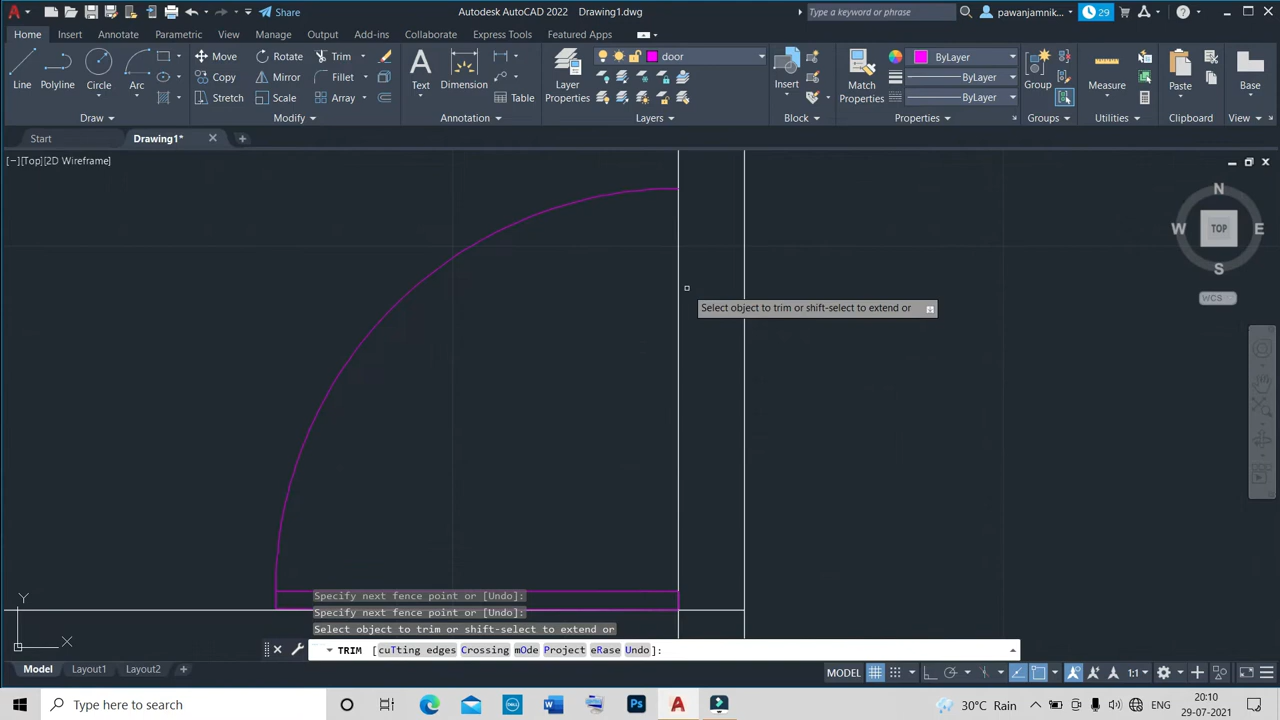 Share
Autodesk AutoCAD 2022 Drawing1.dwg
Type a keyword or phrase
pawanjamnik...
29
Home Insert Annotate Parametric View Manage Output Add-ins Collaborate Express Tools Featured Apps
Line Polyline Circle Arc
Move Rotate Trim
Copy Mirror Fillet
Stretch Scale Array
Text Dimension Table
Layer Properties
door
Insert
Match Properties
ByLayer
ByLayer
ByLayer
Group Measure Paste Base
Draw Modify Annotation Layers Block Properties Groups Utilities Clipboard View
Start Drawing1*
[−][Top][2D Wireframe]
N
W TOP E
S
WCS
Select object to trim or shift-select to extend or
Specify next fence point or [Undo]:
Specify next fence point or [Undo]:
Select object to trim or shift-select to extend or
TRIM [cuTting edges Crossing mOde Project eRase Undo]:
Y
X
Model Layout1 Layout2
MODEL 1:1
Type here to search
30°C Rain
ENG
20:10
29-07-2021